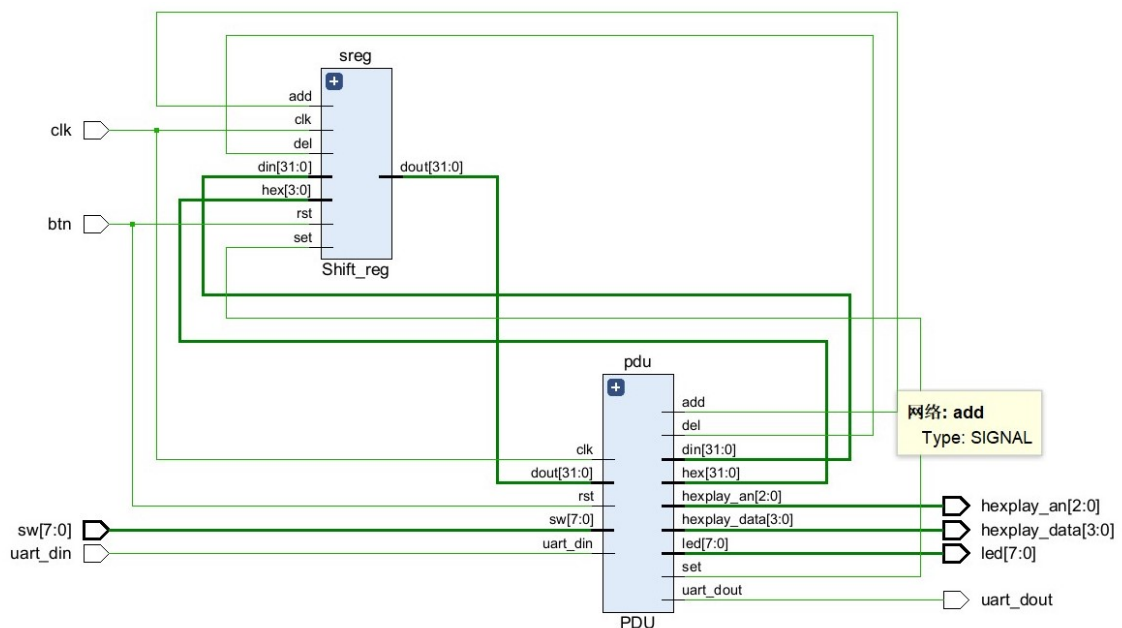 sreg
add
clk
clk
del
din[31:0]
dout[31:0]
hex[3:0]
btn
rst
set
Shift_reg
pdu
add
网络: add
del
Type: SIGNAL
clk
din[31:0]
dout[31:0]
hex[31:0]
rst
hexplay_an[2:0]
hexplay_an[2:0]
sw[7:0]
sw[7:0]
hexplay_data[3:0]
hexplay_data[3:0]
uart_din
uart_din
led[7:0]
led[7:0]
set
uart_dout
uart_dout
PDU